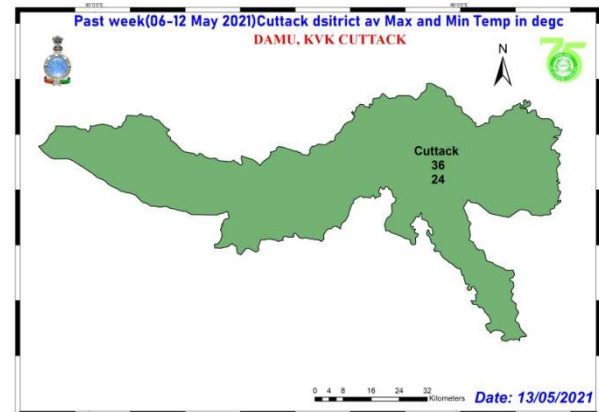 Past week(06-12 May 2021)Cuttack dsitrict av Max and Min Temp in degc
DAMU, KVK CUTTACK
N
75
Cuttack
36
24
0 4 8 16 24 32
Kilometers
Date: 13/05/2021